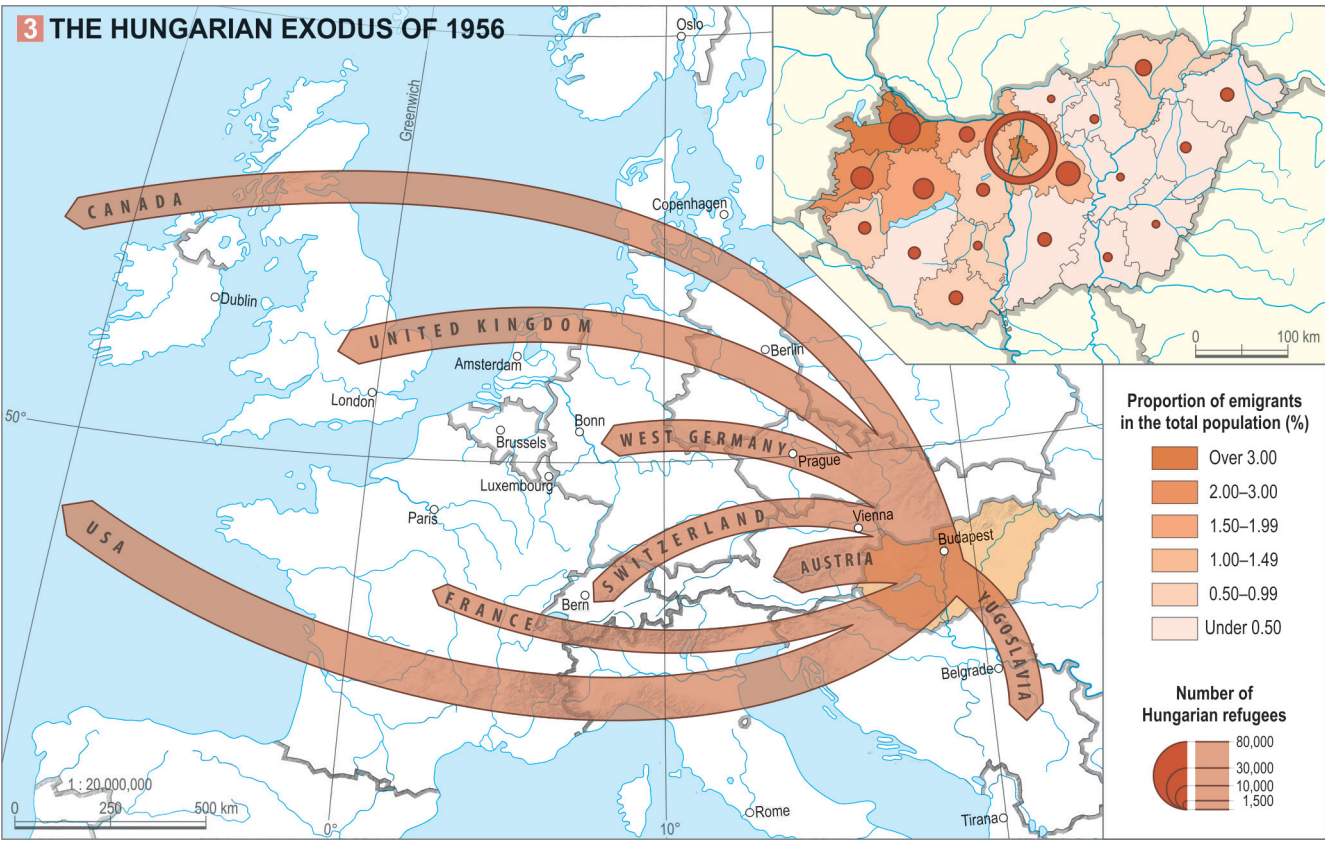 3 THE HUNGARIAN EXODUS OF 1956
Greenwich
Oslo
Copenhagen
Dublin
Amsterdam
London
Berlin
Brussels
Bonn
Luxembourg
Prague
Paris
Vienna
Budapest
Bern
Belgrade
Rome
Tirana
CANADA
UNITED KINGDOM
WEST GERMANY
SWITZERLAND
AUSTRIA
FRANCE
USA
YUGOSLAVIA
50°
0°
10°
1 : 20,000,000
0 250 500 km
0 100 km
Proportion of emigrants
in the total population (%)
Over 3.00
2.00–3.00
1.50–1.99
1.00–1.49
0.50–0.99
Under 0.50
Number of
Hungarian refugees
80,000
30,000
10,000
1,500